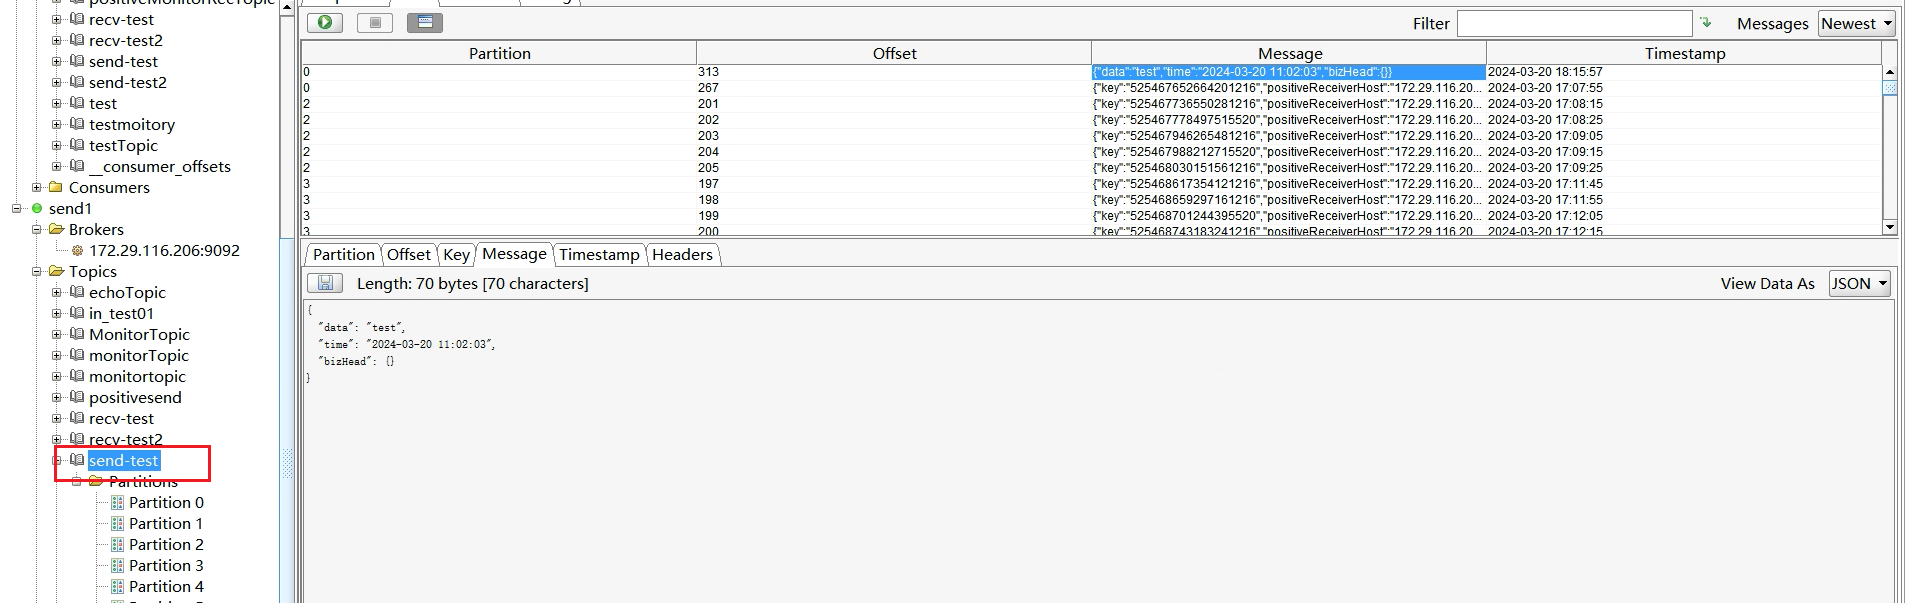 recv-test
recv-test2
send-test
send-test2
test
testmoitory
testTopic
__consumer_offsets
Consumers
send1
Brokers
172.29.116.206:9092
Topics
echoTopic
in_test01
MonitorTopic
monitorTopic
monitortopic
positivesend
recv-test
recv-test2
send-test
Partitions
Partition 0
Partition 1
Partition 2
Partition 3
Partition 4
Filter Messages Newest
Partition Offset Message Timestamp
0 313 {"data":"test","time":"2024-03-20 11:02:03","bizHead":{}} 2024-03-20 18:15:57
0 267 {"key":"525467652664201216","positiveReceiverHost":"172.29.116.20... 2024-03-20 17:07:55
2 201 {"key":"525467736550281216","positiveReceiverHost":"172.29.116.20... 2024-03-20 17:08:15
2 202 {"key":"525467778497515520","positiveReceiverHost":"172.29.116.20... 2024-03-20 17:08:25
2 203 {"key":"525467946265481216","positiveReceiverHost":"172.29.116.20... 2024-03-20 17:09:05
2 204 {"key":"525467988212715520","positiveReceiverHost":"172.29.116.20... 2024-03-20 17:09:15
2 205 {"key":"525468030151561216","positiveReceiverHost":"172.29.116.20... 2024-03-20 17:09:25
3 197 {"key":"525468617354121216","positiveReceiverHost":"172.29.116.20... 2024-03-20 17:11:45
3 198 {"key":"525468659297161216","positiveReceiverHost":"172.29.116.20... 2024-03-20 17:11:55
3 199 {"key":"525468701244395520","positiveReceiverHost":"172.29.116.20... 2024-03-20 17:12:05
3 200 {"key":"525468743183241216","positiveReceiverHost":"172.29.116.20... 2024-03-20 17:12:15
Partition Offset Key Message Timestamp Headers
Length: 70 bytes [70 characters] View Data As JSON
{
"data": "test",
"time": "2024-03-20 11:02:03",
"bizHead": {}
}